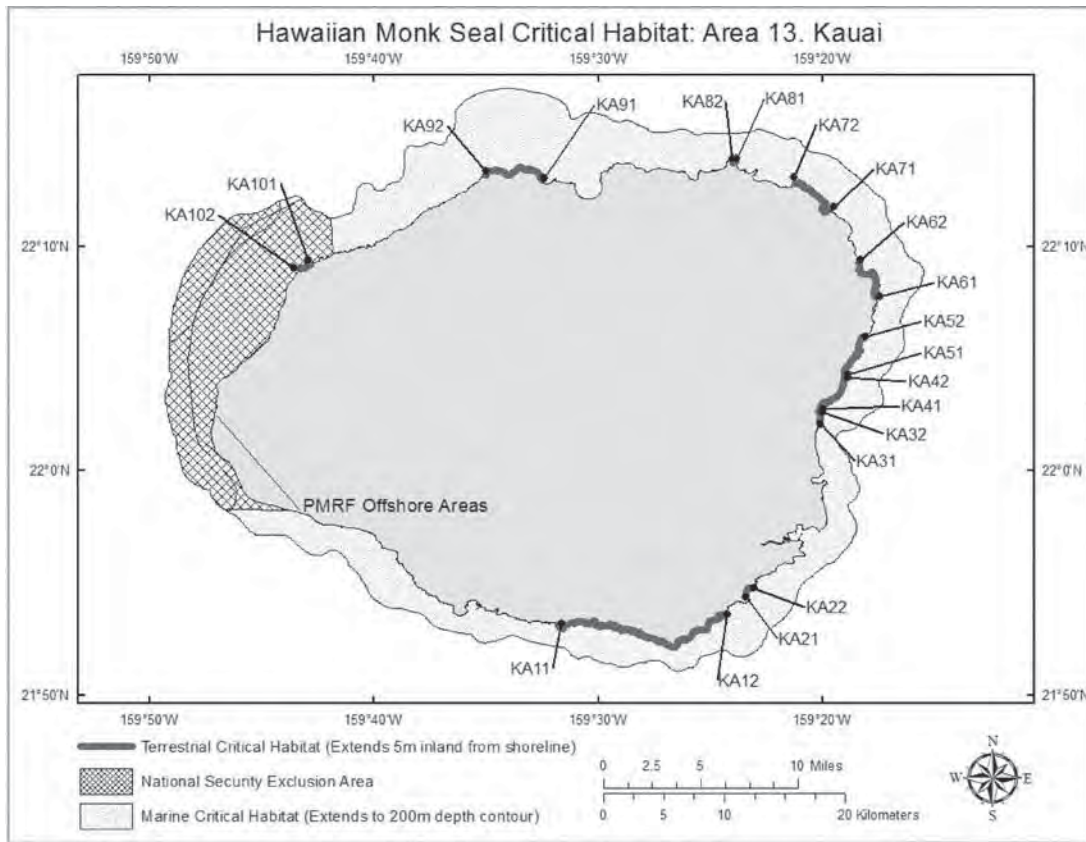 Hawaiian Monk Seal Critical Habitat: Area 13. Kauai
159°50'W
159°40'W
159°30'W
159°20'W
KA92
KA91
KA82
KA81
KA72
KA71
KA101
KA102
KA62
22°10'N
22°10'N
KA61
KA52
KA51
KA42
KA41
KA32
KA31
22°0'N
22°0'N
PMRF Offshore Areas
KA22
KA21
KA11
KA12
21°50'N
21°50'N
159°50'W
159°40'W
159°30'W
159°20'W
Terrestrial Critical Habitat (Extends 5m inland from shoreline)
National Security Exclusion Area
Marine Critical Habitat (Extends to 200m depth contour)
0 2.5 5 10 Miles
0 5 10 20 Kilometers
N
W E
S